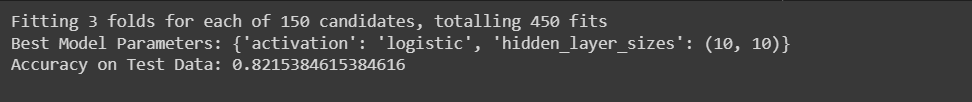 Fitting 3 folds for each of 150 candidates, totalling 450 fits
Best Model Parameters: {'activation': 'logistic', 'hidden_layer_sizes': (10, 10)}
Accuracy on Test Data: 0.8215384615384616